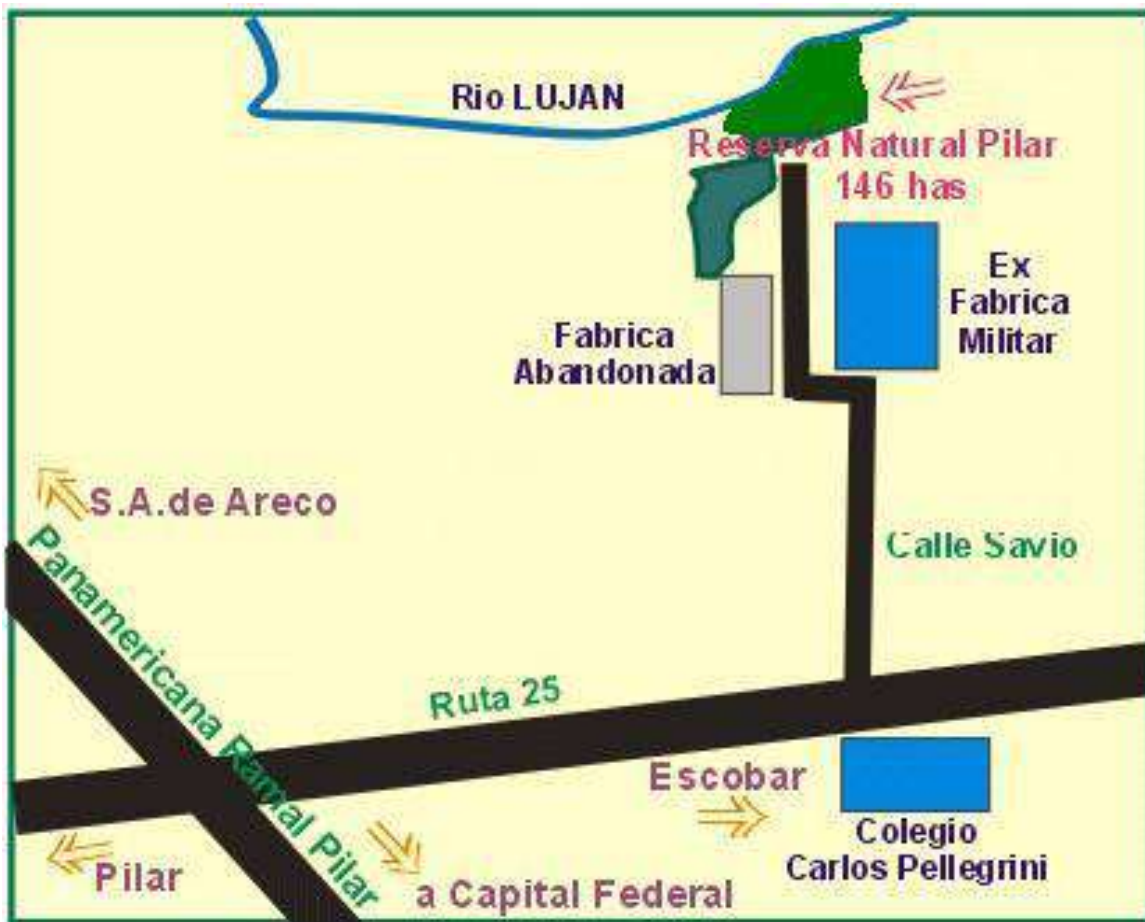 Rio LUJAN
Reserva Natural Pilar
146 has
Ex
Fabrica
Militar
Fabrica
Abandonada
S.A.de Areco
Panamericana Ramal Pilar
Calle Savio
Ruta 25
Escobar
Colegio
Carlos Pellegrini
Pilar
a Capital Federal